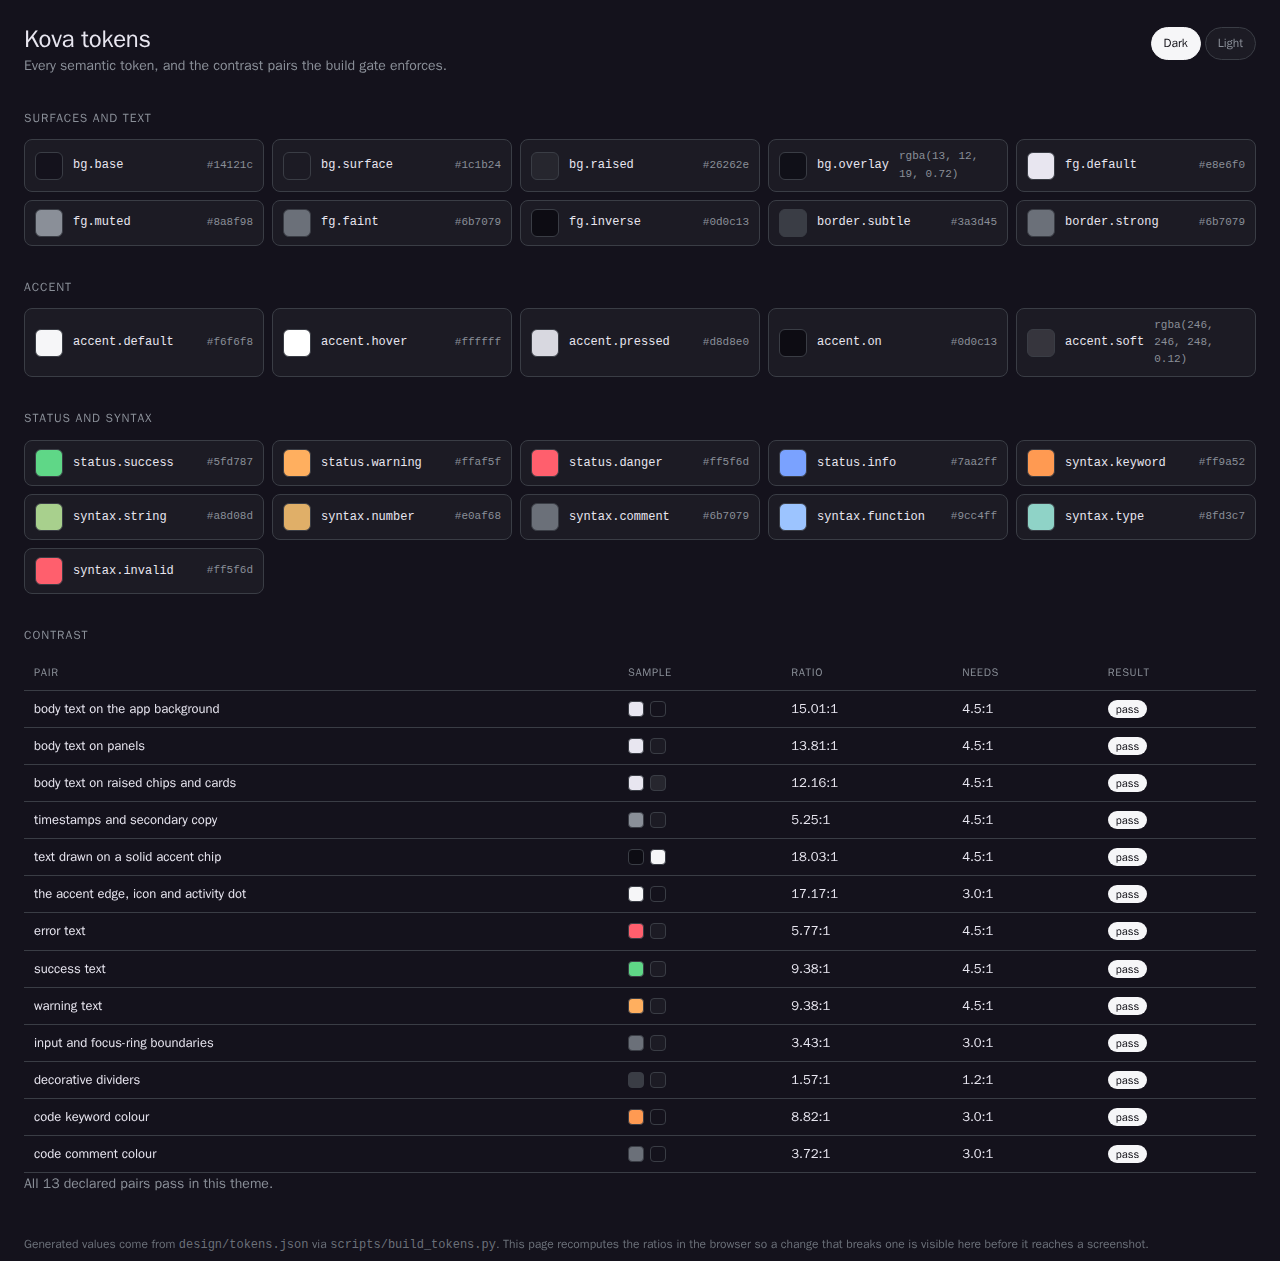 Kova tokens
Dark
Light
Every semantic token, and the contrast pairs the build gate enforces.
SURFACES AND TEXT
bg.base #14121c
bg.surface #1c1b24
bg.raised #26262e
bg.overlay rgba(13, 12, 19, 0.72)
fg.default #e8e6f0
fg.muted #8a8f98
fg.faint #6b7079
fg.inverse #0d0c13
border.subtle #3a3d45
border.strong #6b7079
ACCENT
accent.default #f6f6f8
accent.hover #ffffff
accent.pressed #d8d8e0
accent.on #0d0c13
accent.soft rgba(246, 246, 248, 0.12)
STATUS AND SYNTAX
status.success #5fd787
status.warning #ffaf5f
status.danger #ff5f6d
status.info #7aa2ff
syntax.keyword #ff9a52
syntax.string #a8d08d
syntax.number #e0af68
syntax.comment #6b7079
syntax.function #9cc4ff
syntax.type #8fd3c7
syntax.invalid #ff5f6d
CONTRAST
PAIR SAMPLE RATIO NEEDS RESULT
body text on the app background 15.01:1 4.5:1 pass
body text on panels 13.81:1 4.5:1 pass
body text on raised chips and cards 12.16:1 4.5:1 pass
timestamps and secondary copy 5.25:1 4.5:1 pass
text drawn on a solid accent chip 18.03:1 4.5:1 pass
the accent edge, icon and activity dot 17.17:1 3.0:1 pass
error text 5.77:1 4.5:1 pass
success text 9.38:1 4.5:1 pass
warning text 9.38:1 4.5:1 pass
input and focus-ring boundaries 3.43:1 3.0:1 pass
decorative dividers 1.57:1 1.2:1 pass
code keyword colour 8.82:1 3.0:1 pass
code comment colour 3.72:1 3.0:1 pass
All 13 declared pairs pass in this theme.
Generated values come from design/tokens.json via scripts/build_tokens.py. This page recomputes the ratios in the browser so a change that breaks one is visible here before it reaches a screenshot.